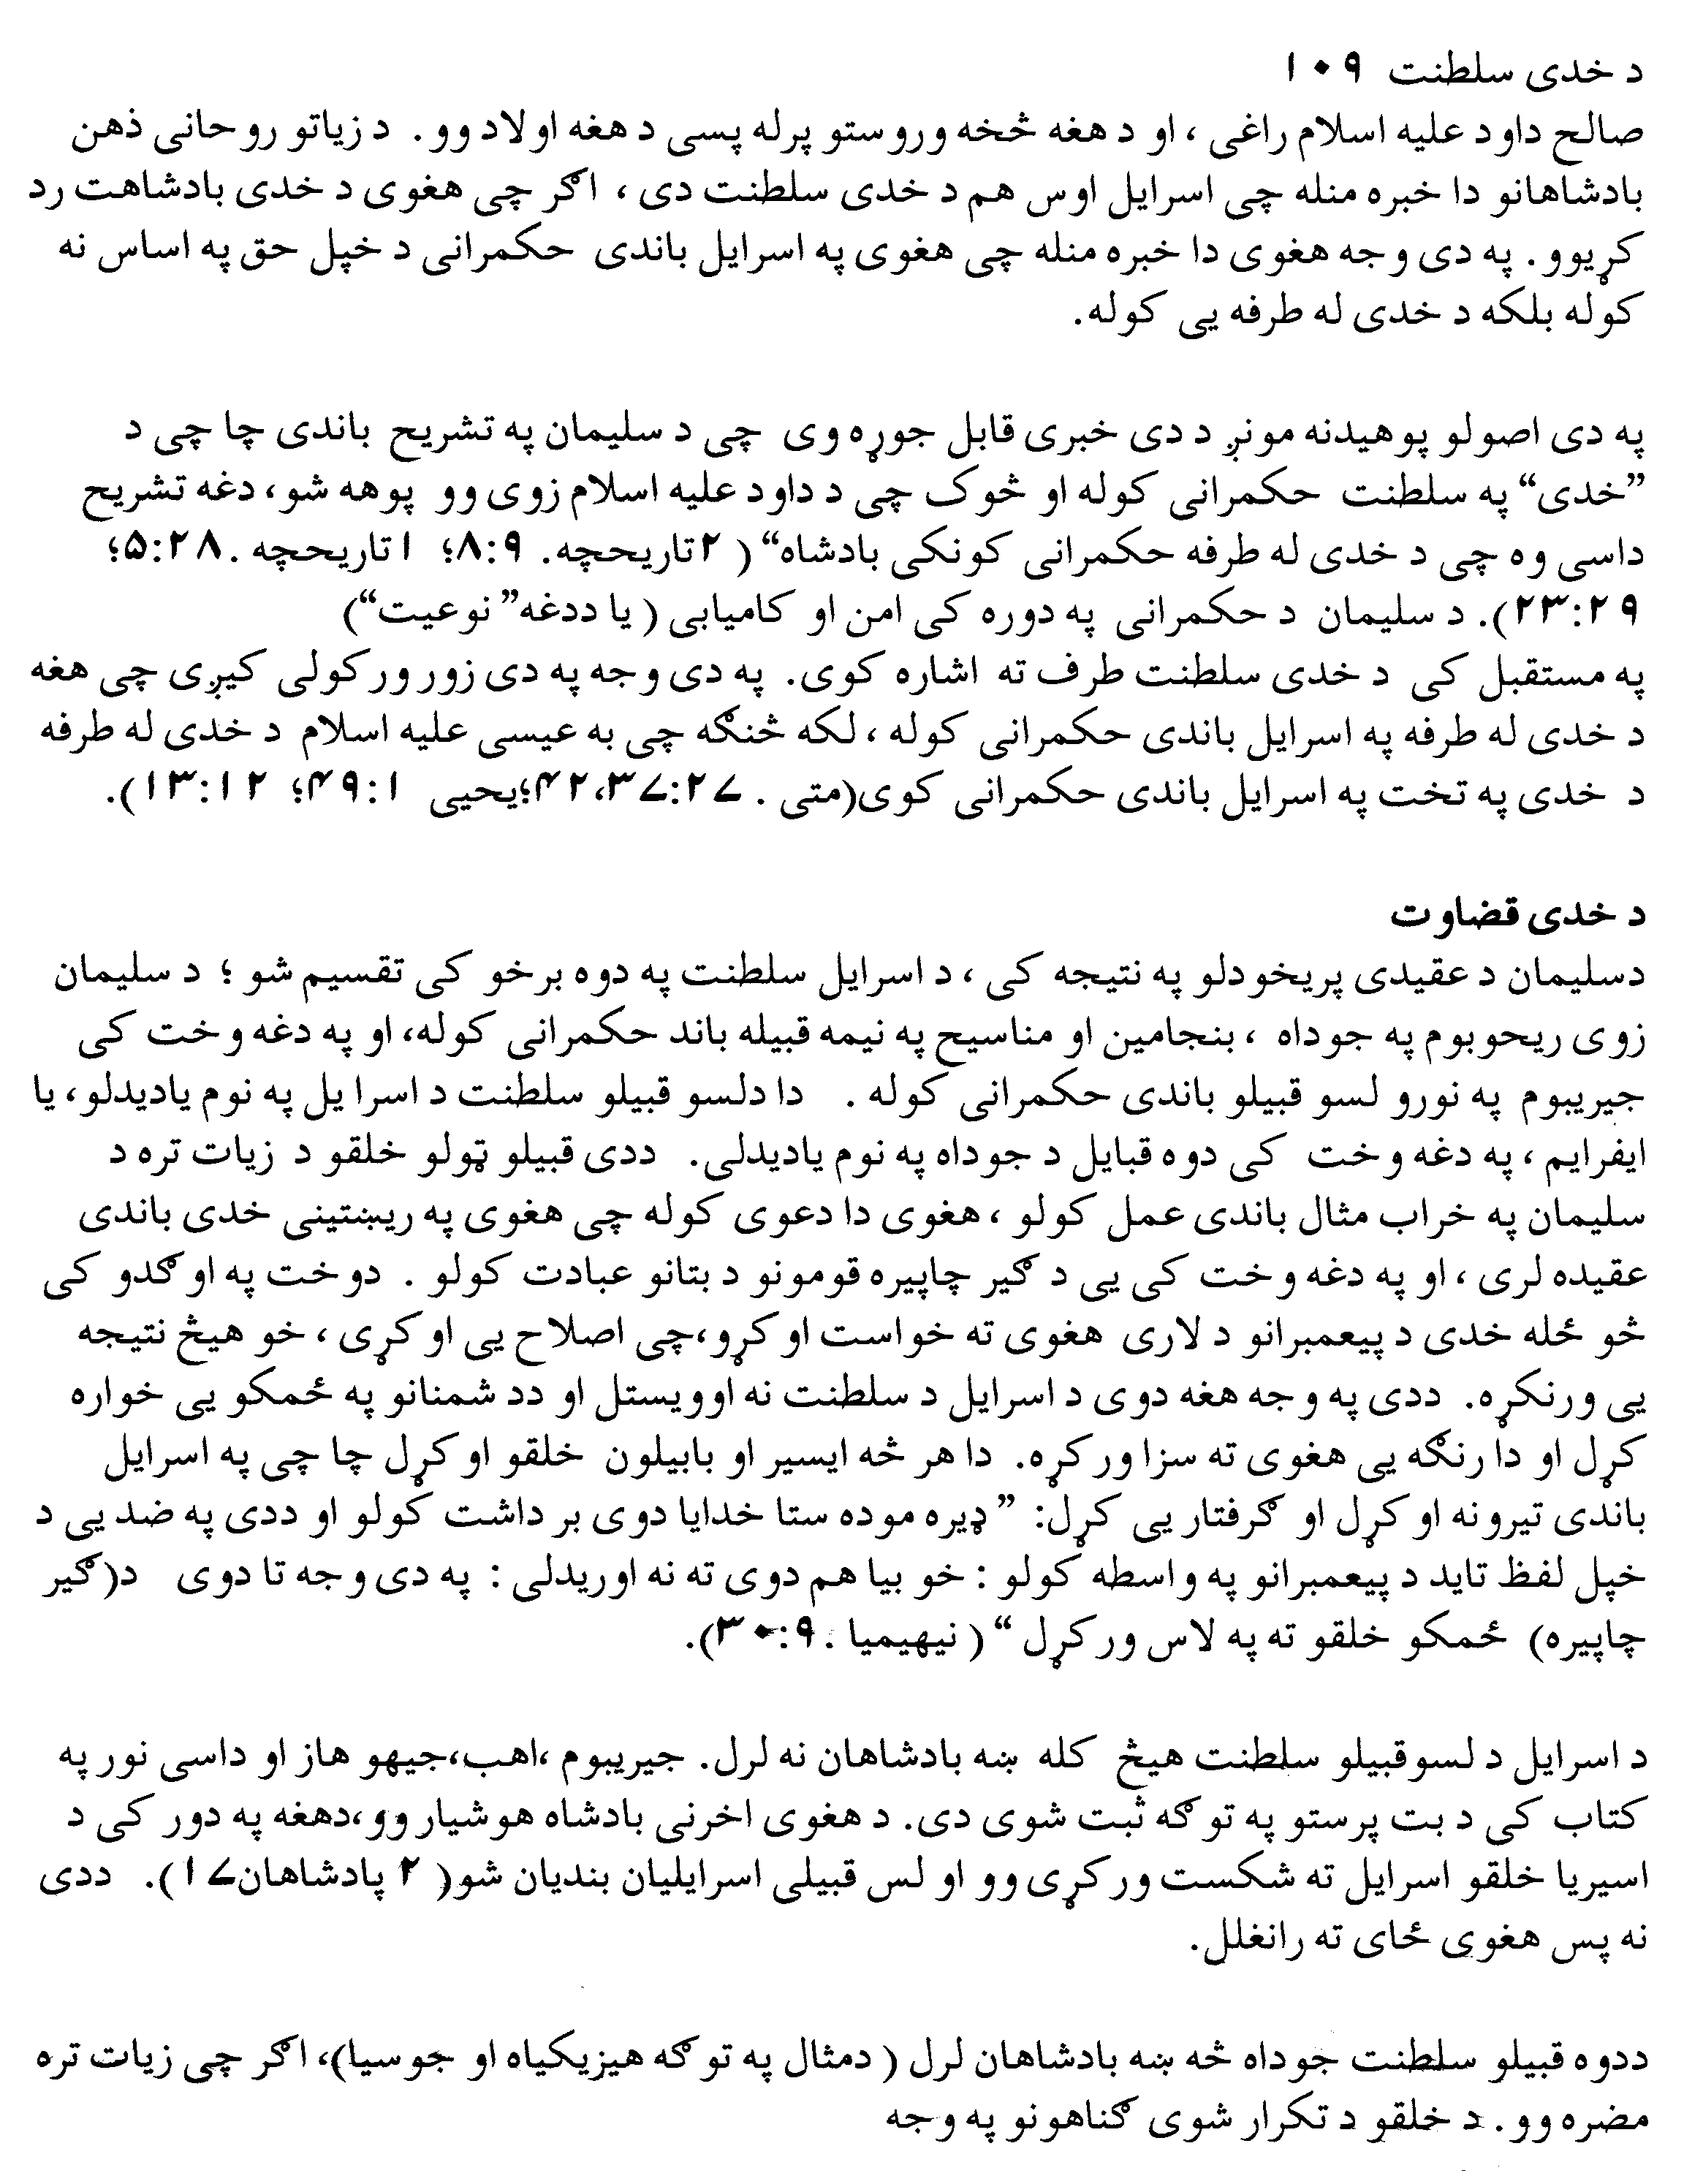 د خدی سلطنت ۱۰۹
صالح داود علیه اسلام راغی ، او د هغه څخه وروستو پرله پسی د هغه اولاد وو. د زیاتو روحانی ذهن
بادشاهانو دا خبره منله چی اسرایل اوس هم د خدی سلطنت دی ، اگر چی هغوی د خدی بادشاهت رد
کړیوو. په دی وجه هغوی دا خبره منله چی هغوی په اسرایل باندی حکمرانی د خپل حق په اساس نه
کوله بلکه د خدی له طرفه یی کوله.
په دی اصولو پوهیدنه مونږ د دی خبری قابل جوړه وی چی د سلیمان په تشریح باندی چا چی د
”خدی“ په سلطنت حکمرانی کوله او څوک چی د داود علیه اسلام زوی وو پوهه شو، دغه تشریح
داسی وه چی د خدی له طرفه حکمرانی کونکی بادشاه“ ( ۲تاریحچه. ۸:۹؛ ۱تاریحچه .۵:۲۸؛
۲۳:۲۹). د سلیمان د حکمرانی په دوره کی امن او کامیابی ( یا ددغه” نوعیت“)
په مستقبل کی د خدی سلطنت طرف ته اشاره کوی. په دی وجه په دی زور ورکولی کیږی چی هغه
د خدی له طرفه په اسرایل باندی حکمرانی کوله ، لکه څنگه چی به عیسی علیه اسلام د خدی له طرفه
د خدی په تخت په اسرایل باندی حکمرانی کوی(متی . ۴۲،۳۷:۲۷؛یحیی ۴۹:۱؛ ۱۳:۱۲).
د خدی قضاوت
دسلیمان د عقیدی پریخودلو په نتیجه کی ، د اسرایل سلطنت په دوه برخو کی تقسیم شو ؛ د سلیمان
زوی ریحوبوم په جوداه ، بنجامین او مناسیح په نیمه قبیله باند حکمرانی کوله، او په دغه وخت کی
جیریبوم په نورو لسو قبیلو باندی حکمرانی کوله . دا دلسو قبیلو سلطنت د اسرا یل په نوم یادیدلو، یا
ایفرایم ، په دغه وخت کی دوه قبایل د جوداه په نوم یادیدلی. ددی قبیلو ټولو خلقو د زیات تره د
سلیمان په خراب مثال باندی عمل کولو ، هغوی دا دعوی کوله چی هغوی په ریښتینی خدی باندی
عقیده لری ، او په دغه وخت کی یی د گیر چاپیره قومونو د بتانو عبادت کولو . دوخت په اوگدو کی
څو ځله خدی د پیعمبرانو د لاری هغوی ته خواست اوکړو،چی اصلاح یی اوکړی ، خو هیڅ نتیجه
یی ورنکړه. ددی په وجه هغه دوی د اسرایل د سلطنت نه اوویستل او دد شمنانو په ځمکو یی خواره
کړل او دا رنگه یی هغوی ته سزا ورکړه. دا هر څه ایسیر او بابیلون خلقو اوکړل چا چی په اسرایل
باندی تیرونه اوکړل او گرفتار یی کړل: ” ډیره موده ستا خدایا دوی بر داشت کولو او ددی په ضد یی د
خپل لفظ تاید د پیعمبرانو په واسطه کولو : خو بیا هم دوی ته نه اوریدلی : په دی وجه تا دوی د(گیر
چاپیره) ځمکو خلقو ته په لاس ورکړل “ ( نیهیمیا . ۳۰:۹).
د اسرایل د لسوقبیلو سلطنت هیڅ کله ښه بادشاهان نه لرل. جیریبوم ،اهب،جیهو هاز او داسی نور په
کتاب کی د بت پرستو په توگه ثبت شوی دی. د هغوی اخرنی بادشاه هوشیار وو،دهغه په دور کی د
اسیریا خلقو اسرایل ته شکست ورکړی وو او لس قبیلی اسرایلیان بندیان شو( ۲ پادشاهان۱۷). ددی
نه پس هغوی ځای ته رانغلل.
ددوه قبیلو سلطنت جوداه څه ښه بادشاهان لرل ( دمثال په توگه هیزیکیاه او جوسیا)، اگر چی زیات تره
مضره وو. د خلقو د تکرار شوی گناهونو په وجه